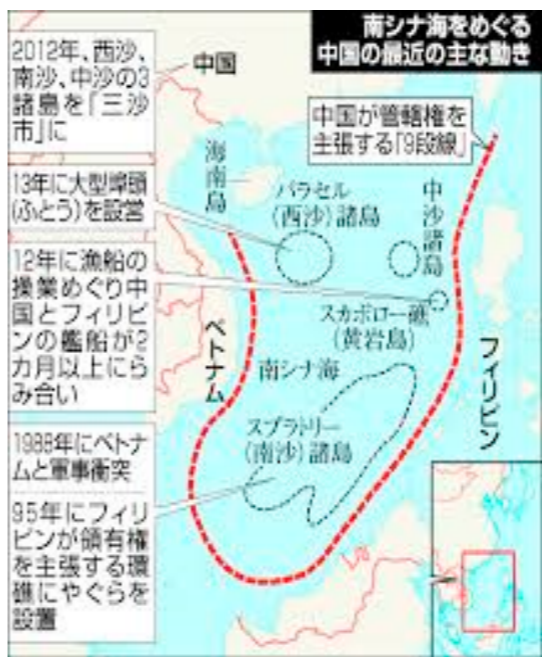 南シナ海をめぐる
中国の最近の主な動き
2012年、西沙、
南沙、中沙の3
諸島を「三沙
市」に
中国
中国が管轄権を
主張する「9段線」
海南島
13年に大型埠頭
(ふとう)を設営
パラセル
(西沙)諸島
中沙諸島
12年に漁船の
操業めぐり中
国とフィリピ
ンの艦船が2
カ月以上にら
み合い
スカボロー礁
(黄岩島)
ベトナム
フィリピン
南シナ海
スプラトリー
(南沙)諸島
1988年にベトナ
ムと軍事衝突
95年にフィリ
ピンが領有権
を主張する環
礁にやぐらを
設置